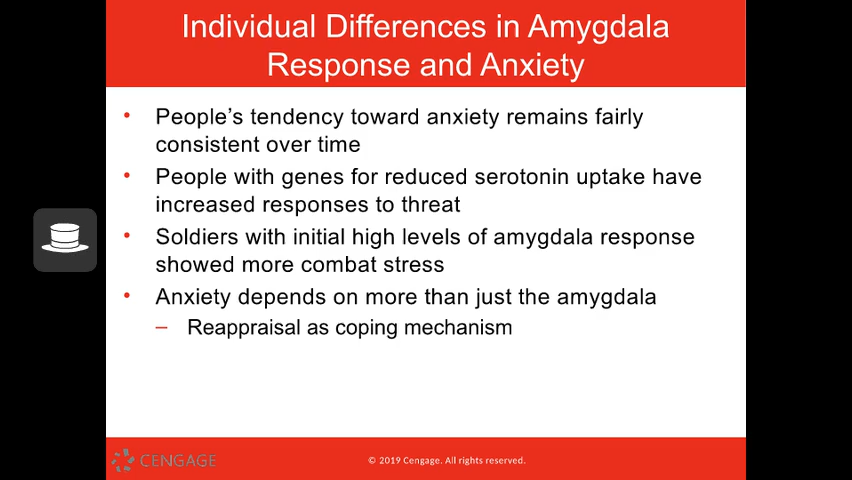 Individual Differences in Amygdala
Response and Anxiety
• People’s tendency toward anxiety remains fairly
consistent over time
• People with genes for reduced serotonin uptake have
increased responses to threat
• Soldiers with initial high levels of amygdala response
showed more combat stress
• Anxiety depends on more than just the amygdala
– Reappraisal as coping mechanism
CENGAGE
© 2019 Cengage. All rights reserved.